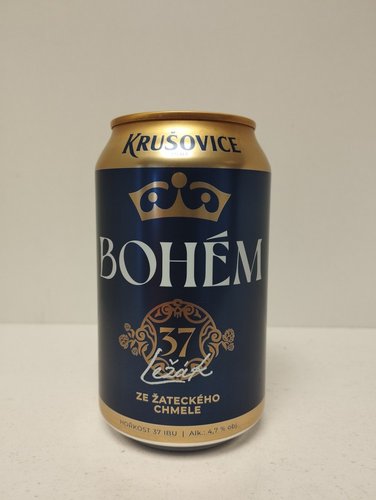 KRUŠOVICE
BOHÉM
37
Ležák
ZE ŽATECKÉHO
CHMELE
HOŘKOST 37 IBU | Alk.: 4,7 % obj.